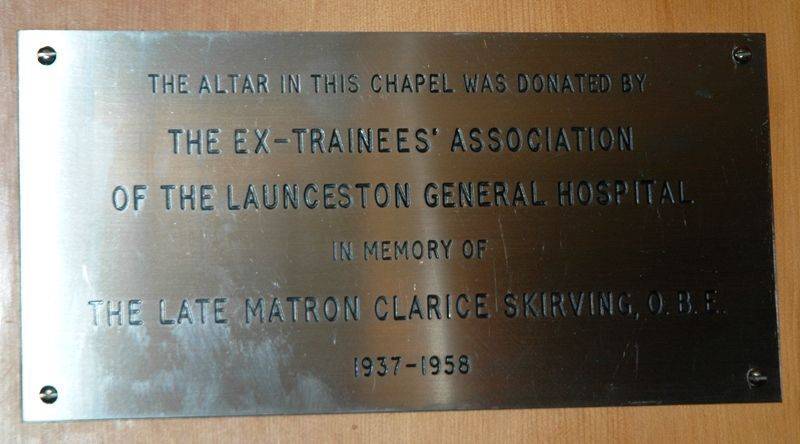 THE ALTAR IN THIS CHAPEL WAS DONATED BY
THE EX-TRAINEES' ASSOCIATION
OF THE LAUNCESTON GENERAL HOSPITAL
IN MEMORY OF
THE LATE MATRON CLARICE SKIRVING, O.B.E.
1937-1958